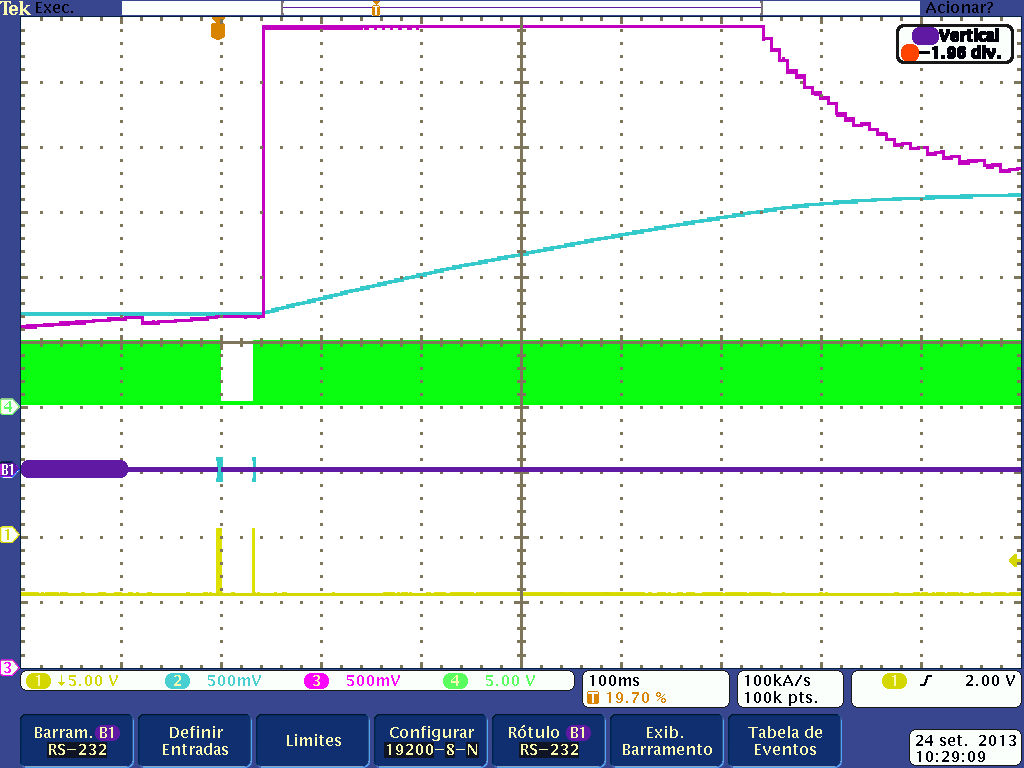 Tek Exec. Acionar?
Vertical
-1.96 div.
4
B1
1
3
1 ↓5.00 V 2 500mV 3 500mV 4 5.00 V
100ms
T 19.70 %
100kA/s
100k pts.
1 2.00 V
Barram. B1
RS-232
Definir
Entradas
Limites
Configurar
19200-8-N
Rótulo B1
RS-232
Exib.
Barramento
Tabela de
Eventos
24 set. 2013
10:29:09